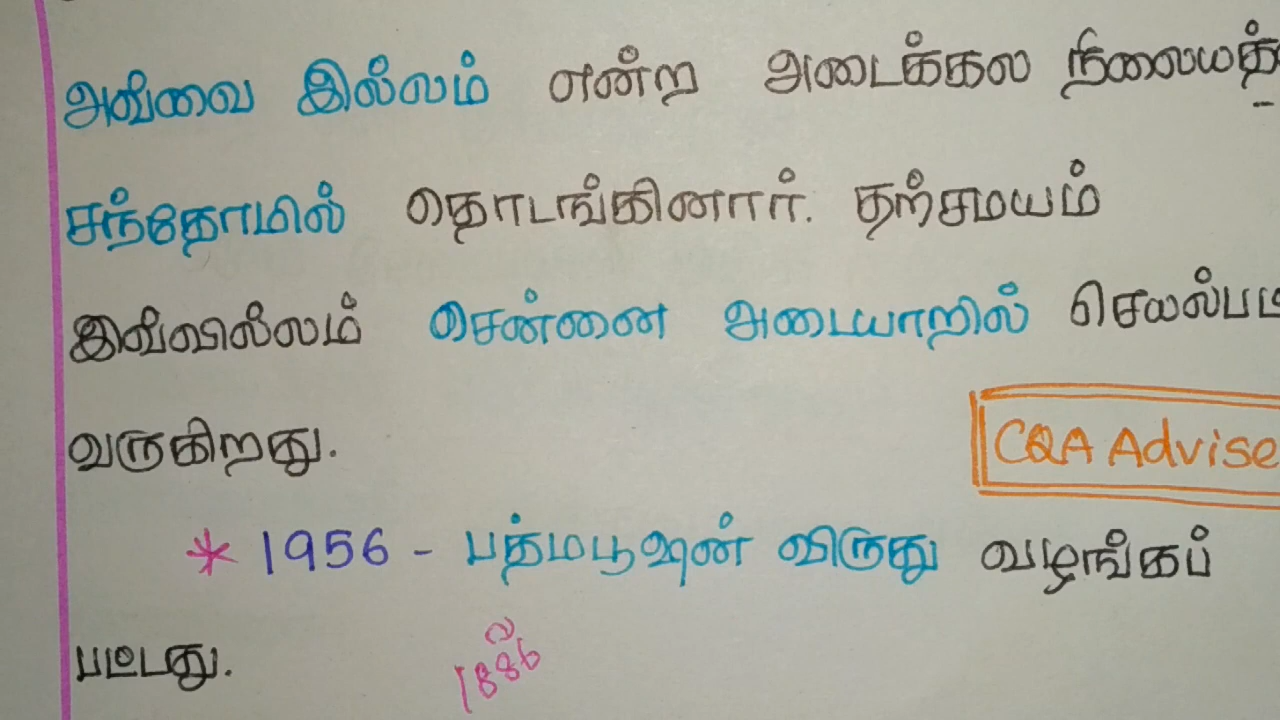 அவ்வை இல்லம் என்ற அடைக்கல நிலையத்
சந்தோமில் தொடங்கினார். தற்சமயம்
இவ்வில்லம் சென்னை அடையாறில் செயல்பட
வருகிறது.
CQA Advise
* 1956 - பத்மபூஷன் விருது வழங்கப்
பட்டது.
1886